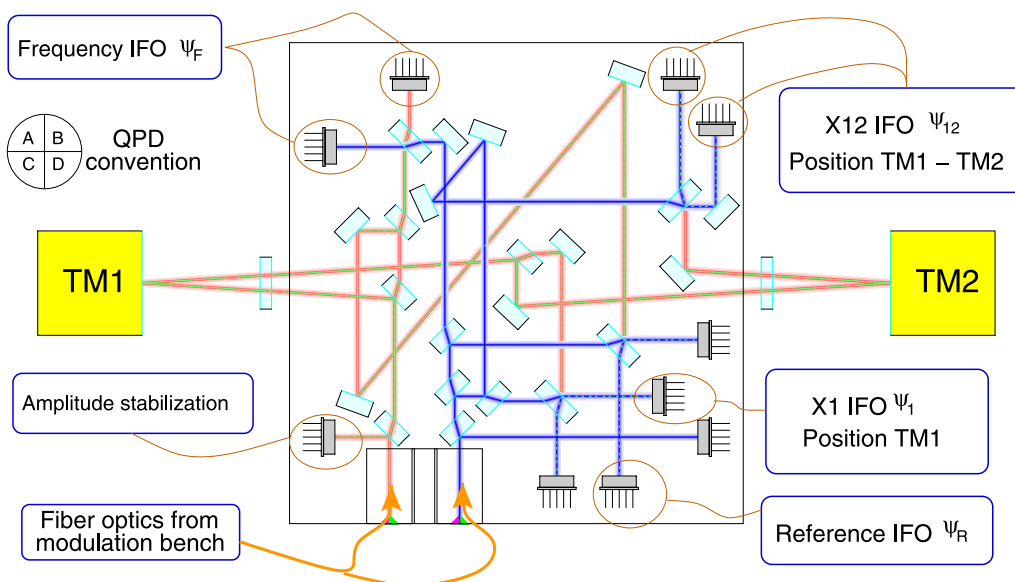 Frequency IFO ΨF
A B
C D
QPD
convention
X12 IFO Ψ12
Position TM1 – TM2
TM1
TM2
Amplitude stabilization
X1 IFO Ψ1
Position TM1
Fiber optics from
modulation bench
Reference IFO ΨR